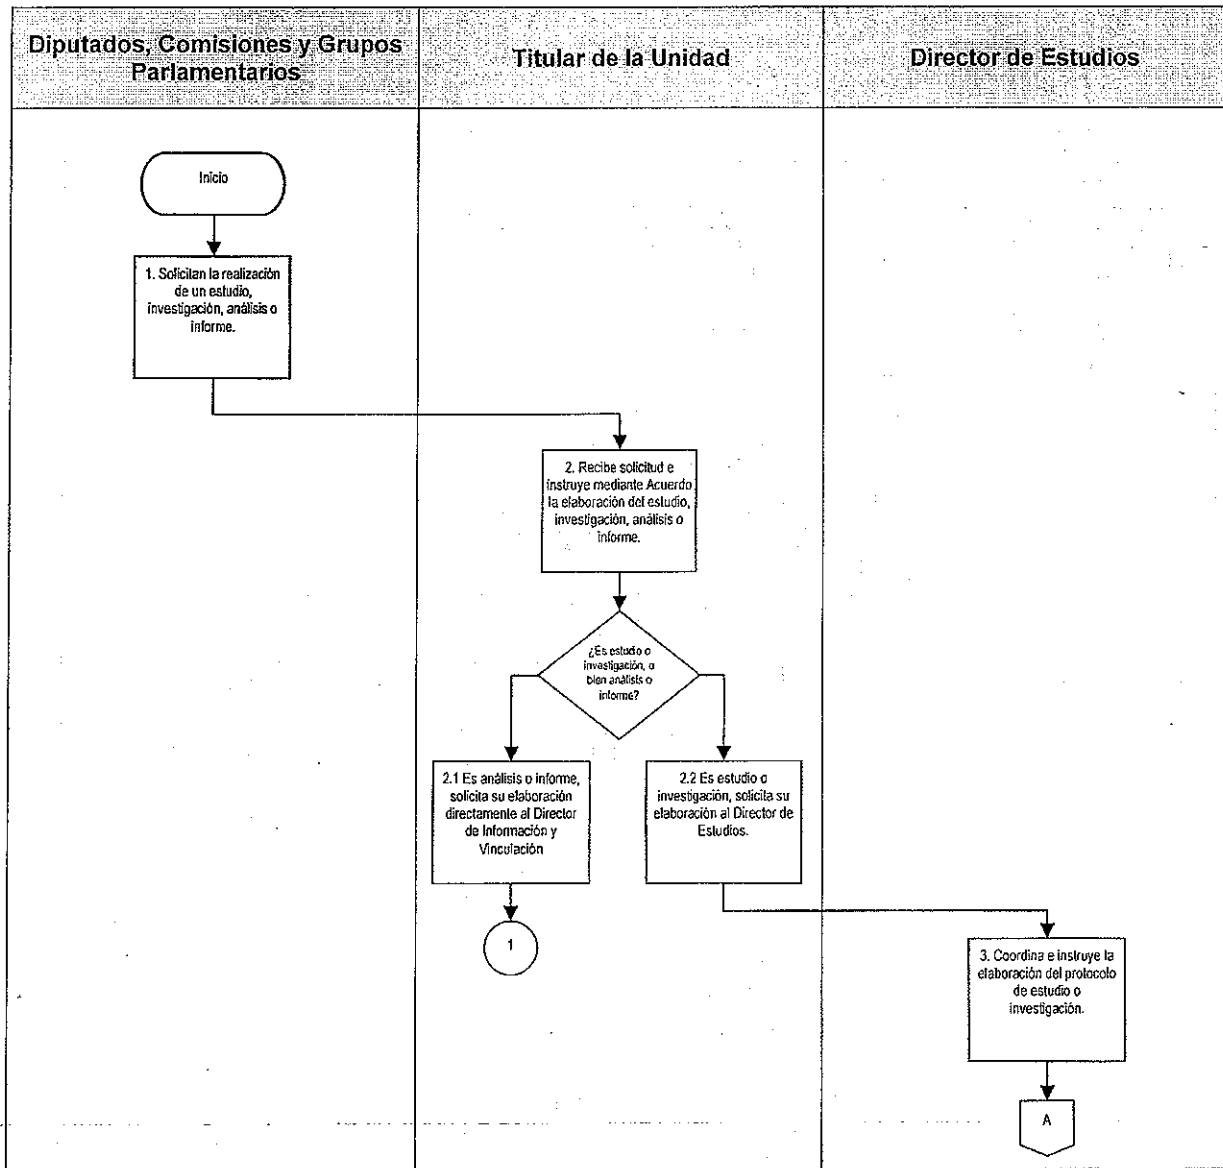 Diputados, Comisiones y Grupos
Parlamentarios
Titular de la Unidad
Director de Estudios
Inicio
1. Solicitan la realización
de un estudio,
investigación, análisis o
informe.
2. Recibe solicitud e
instruye mediante Acuerdo
la elaboración del estudio,
investigación, análisis o
informe.
¿Es estudio o
investigación, o
bien análisis o
informe?
2.1 Es análisis o informe,
solicita su elaboración
directamente al Director
de Información y
Vinculación
2.2 Es estudio o
investigación, solicita su
elaboración al Director de
Estudios.
1
3. Coordina e instruye la
elaboración del protocolo
de estudio o
investigación.
A